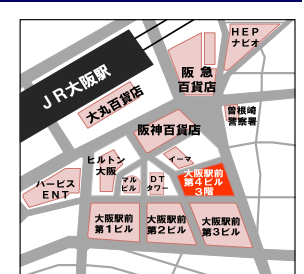 HEP
ナビオ
JR大阪駅
阪急
百貨店
大丸百貨店
曽根崎
警察署
阪神百貨店
ヒルトン
大阪
イーマ
マル
ビル
DT
タワー
大阪駅前
第4ビル
3階
ハービス
ENT
大阪駅前
第1ビル
大阪駅前
第2ビル
大阪駅前
第3ビル